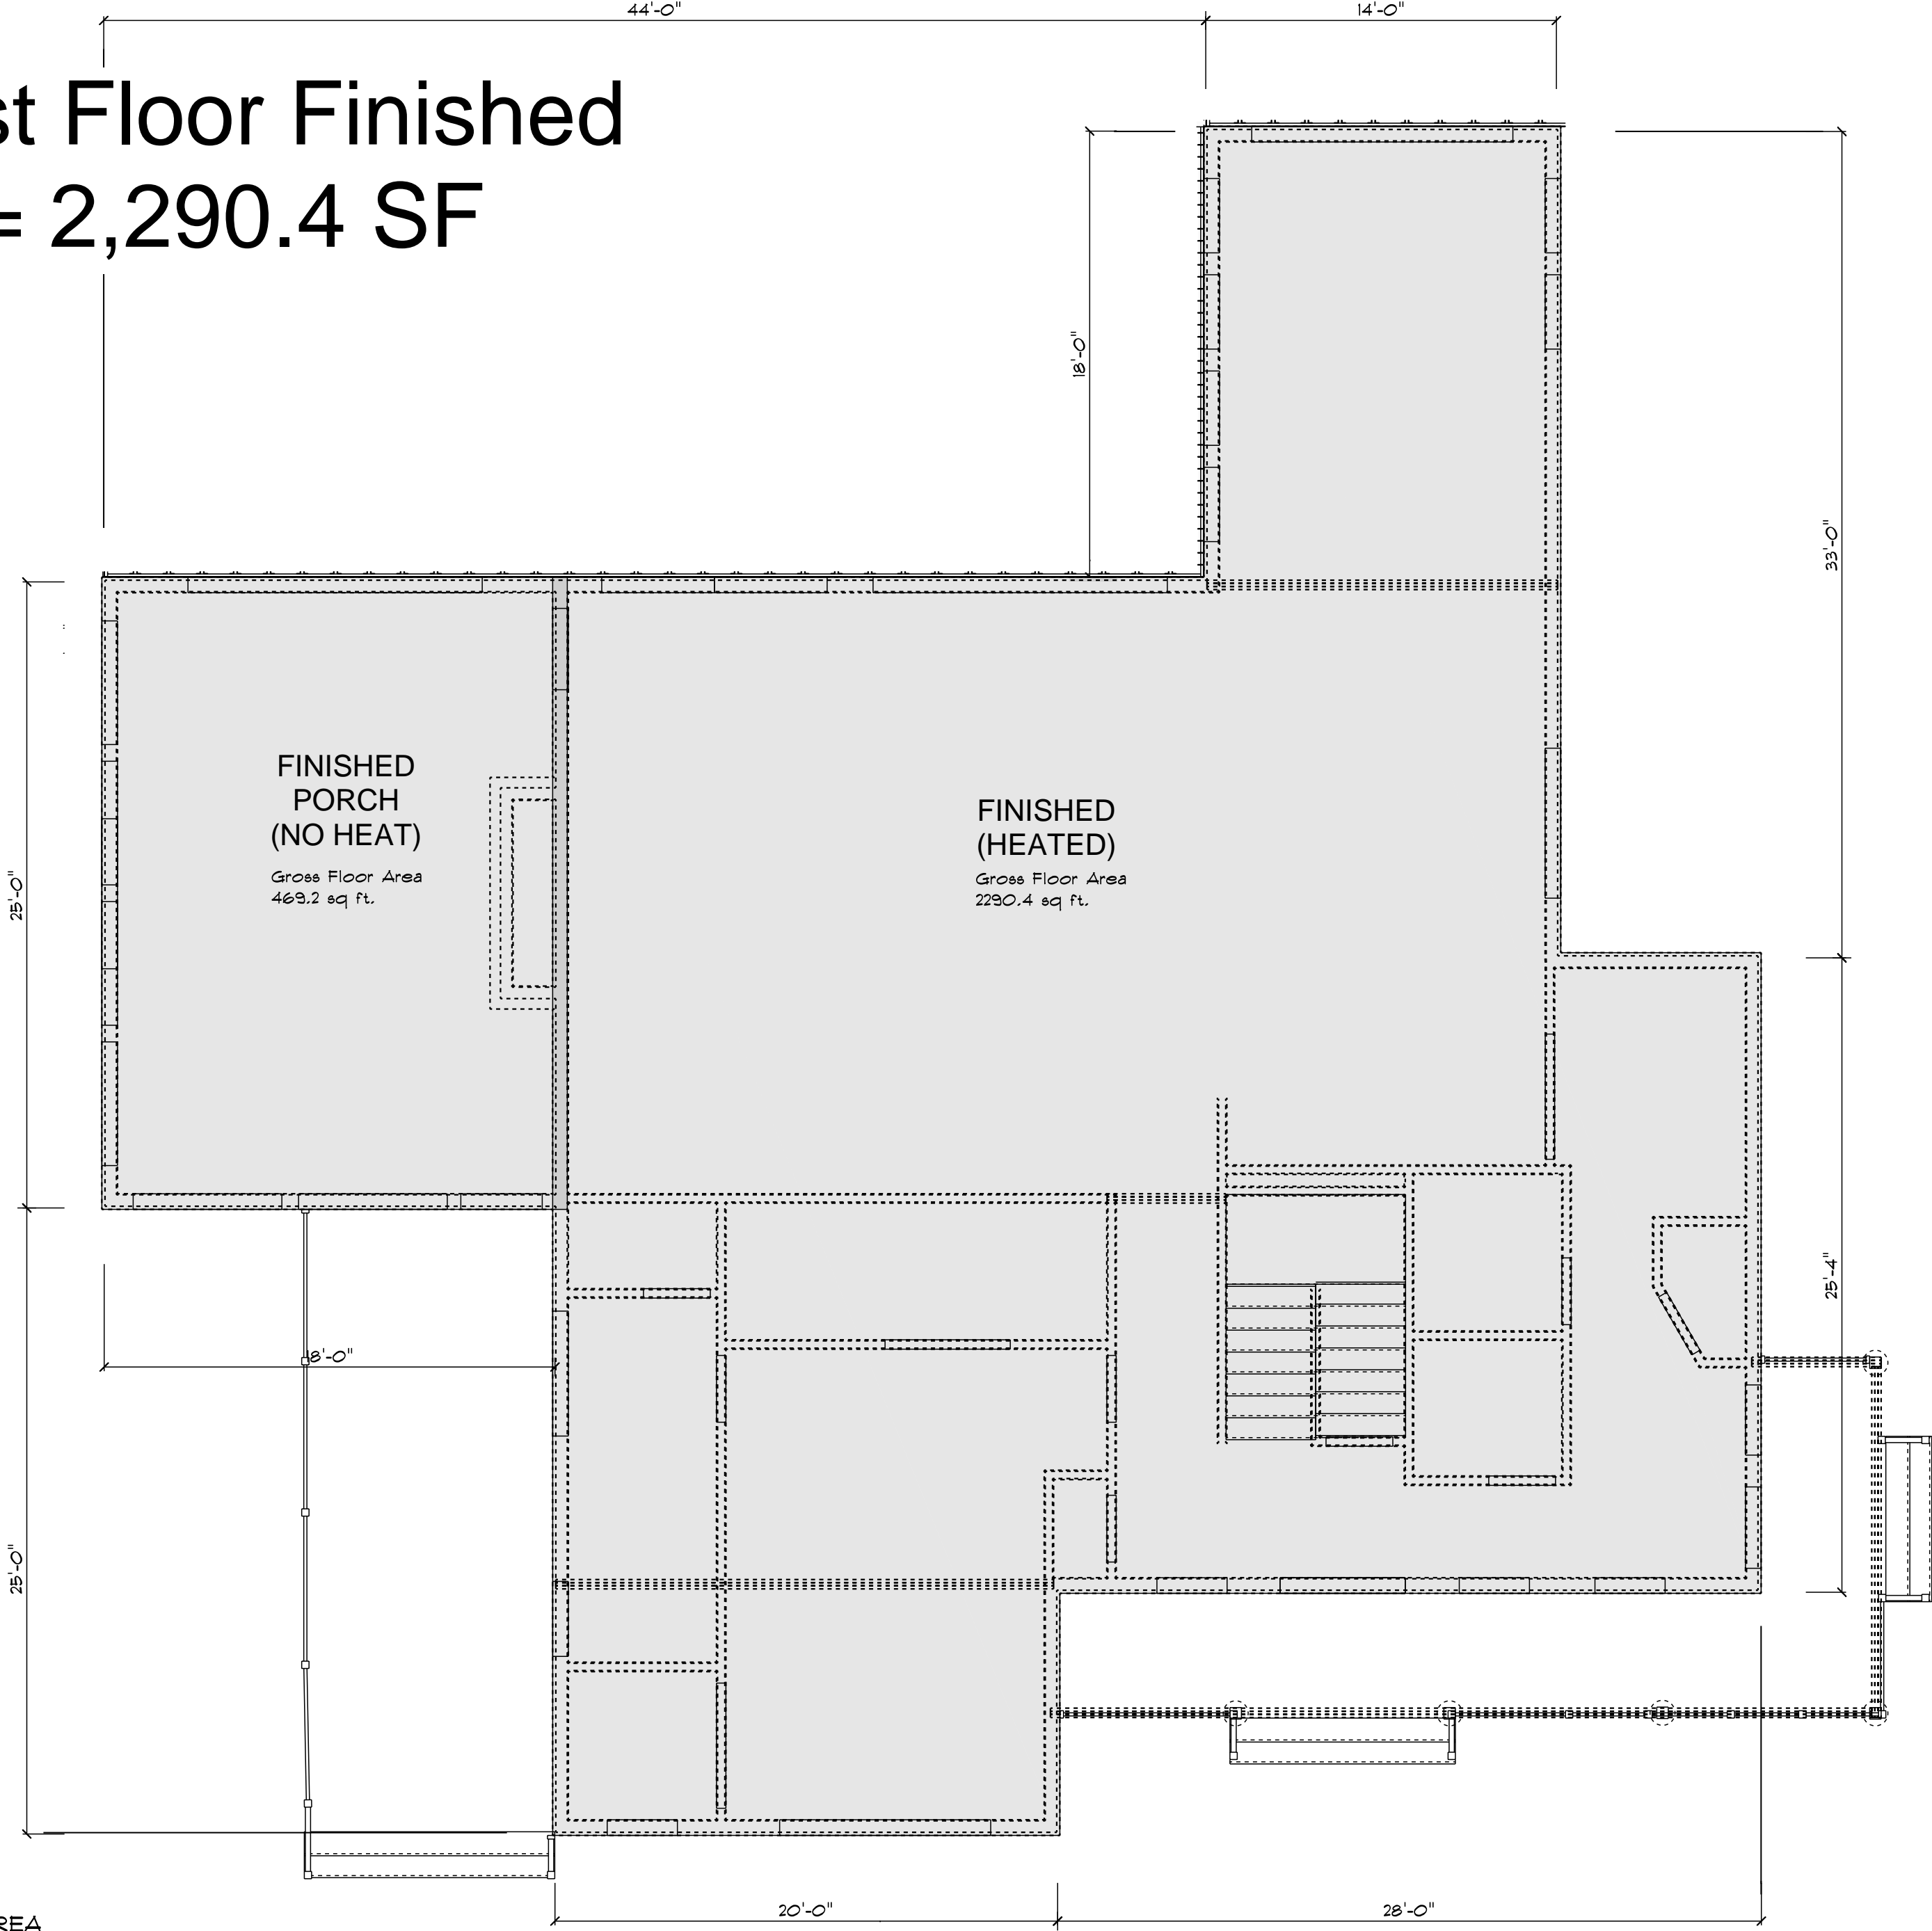 44'-0"
14'-0"
st Floor Finished
= 2,290.4 SF
18'-0"
33'-0"
FINISHED
PORCH
(NO HEAT)
Gross Floor Area
469.2 sq ft.
FINISHED
(HEATED)
Gross Floor Area
2290.4 sq ft.
25'-0"
25'-4"
18'-0"
25'-0"
20'-0"
28'-0"
REA